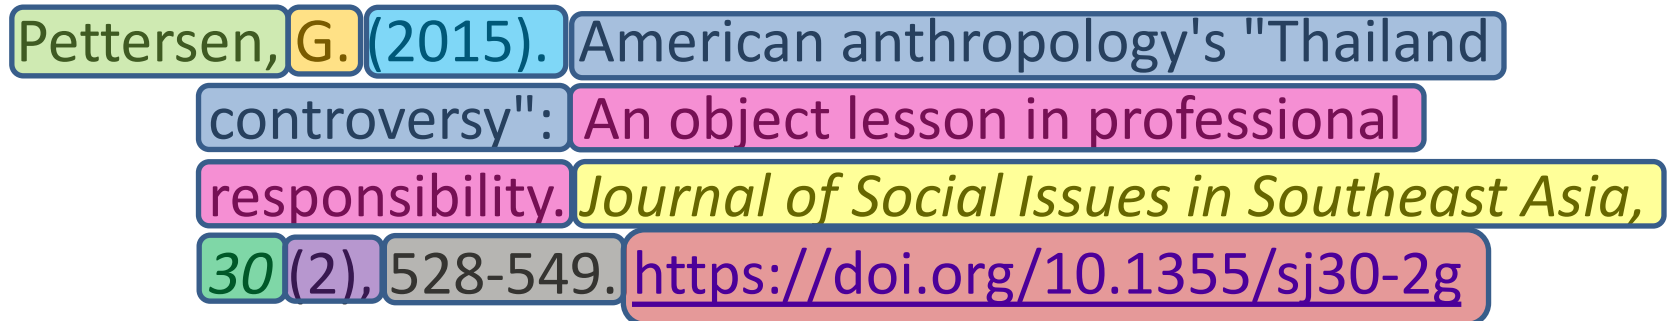 Pettersen, G. (2015). American anthropology's "Thailand
controversy": An object lesson in professional
responsibility. Journal of Social Issues in Southeast Asia,
30 (2), 528-549. https://doi.org/10.1355/sj30-2g